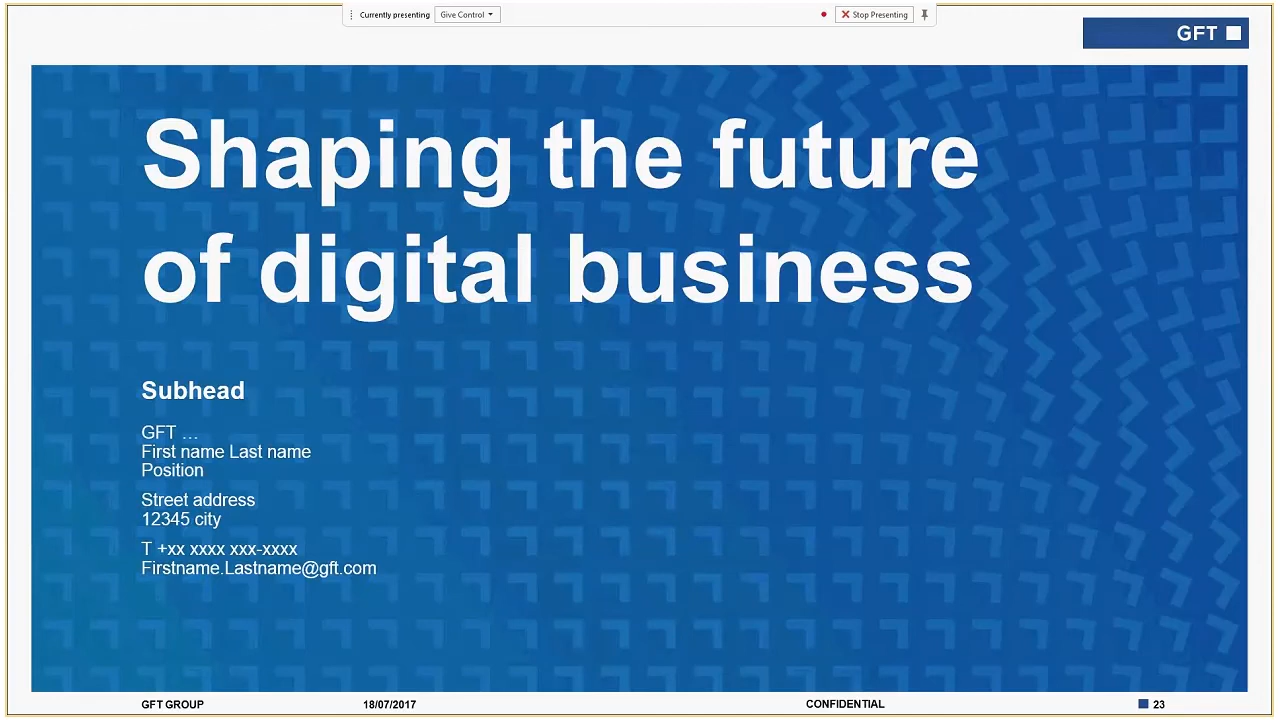 Currently presenting Give Control Stop Presenting
GFT
Shaping the future
of digital business
Subhead
GFT ...
First name Last name
Position
Street address
12345 city
T +xx xxxx xxx-xxxx
Firstname.Lastname@gft.com
GFT GROUP 18/07/2017 CONFIDENTIAL 23